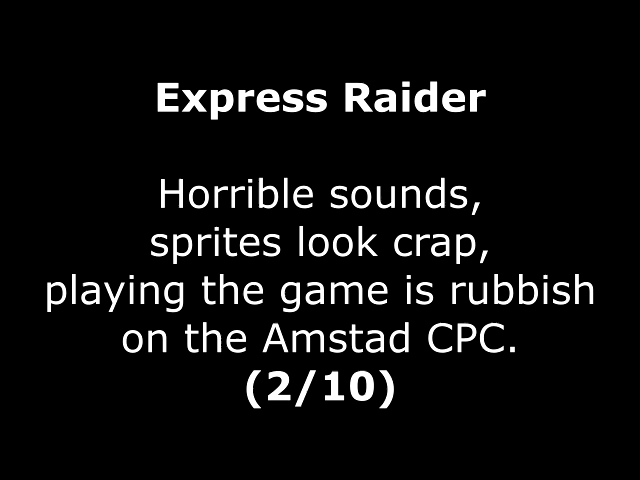 Express Raider
Horrible sounds,
sprites look crap,
playing the game is rubbish
on the Amstad CPC.
(2/10)